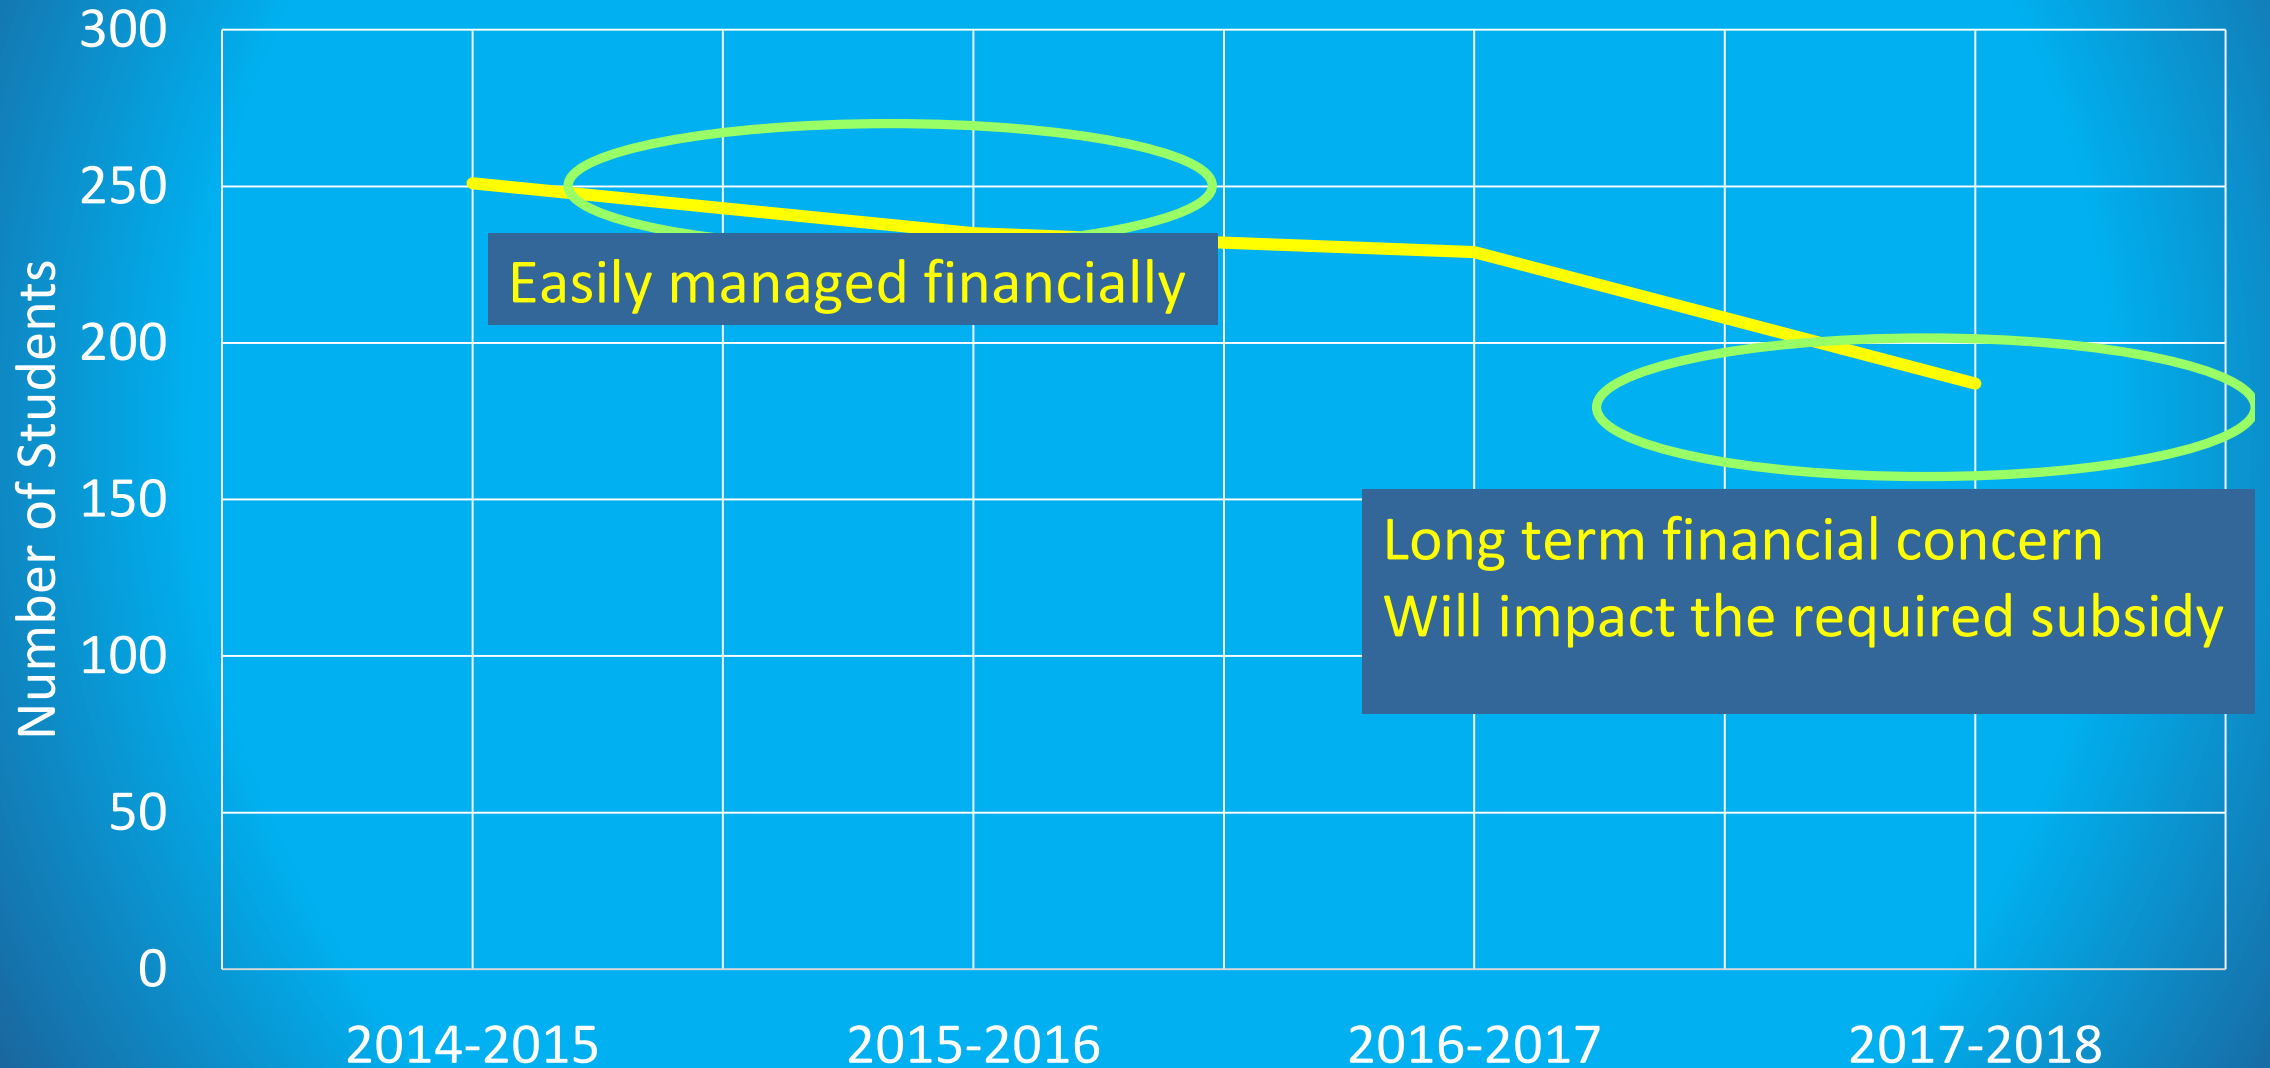 300
250
200
150
100
50
0
Number of Students
Easily managed financially
Long term financial concern
Will impact the required subsidy
2014-2015
2015-2016
2016-2017
2017-2018